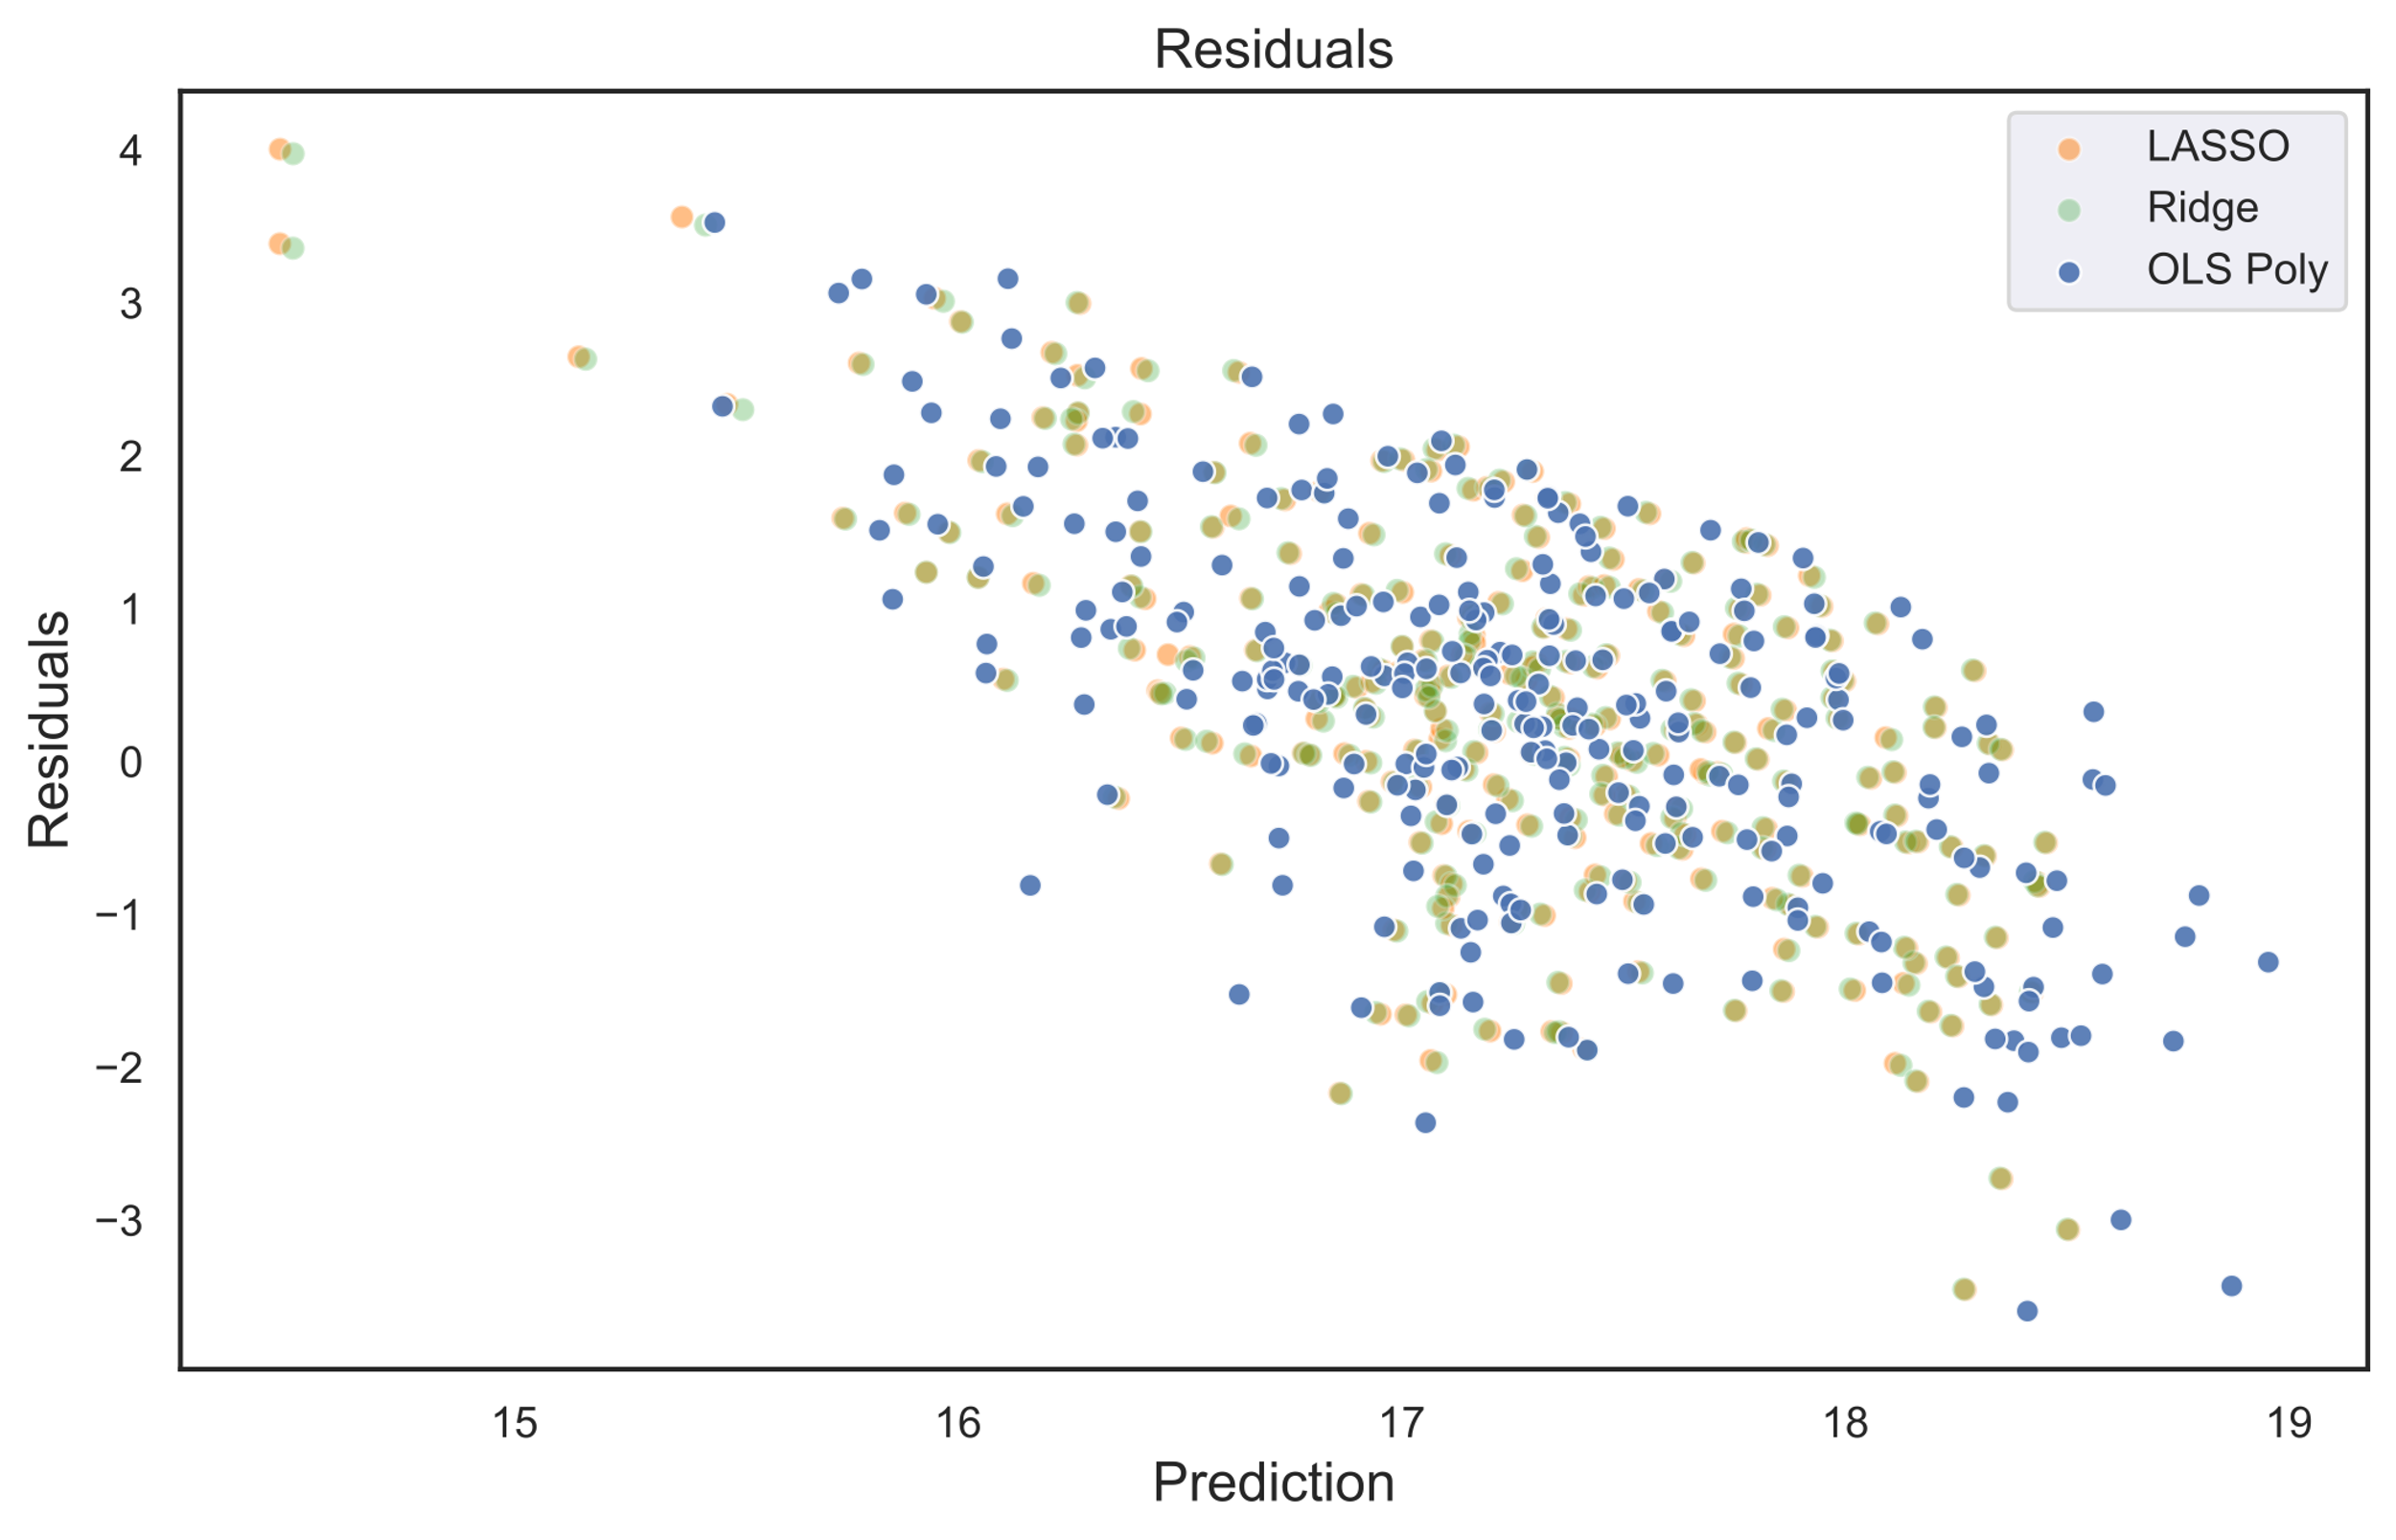 Residuals
LASSO
Ridge
OLS Poly
Residuals
4
3
2
1
0
−1
−2
−3
15 16 17 18 19
Prediction